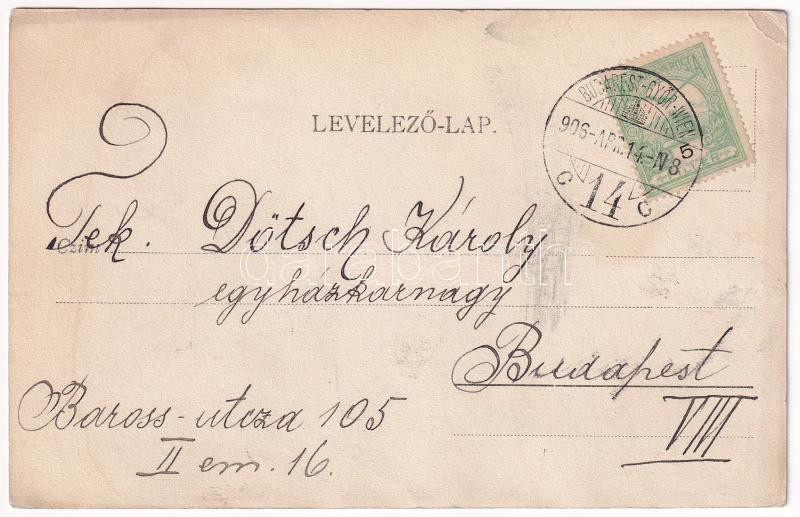 LEVELEZŐ-LAP.
BUDAPEST-GYŐR-WIEN
5
906-APR.14-N8
C 14 C
Tek. Dötsch Károly
egyházkarnagy
Budapest
VIII
Baross-utcza 105
II em. 16.
darabanth